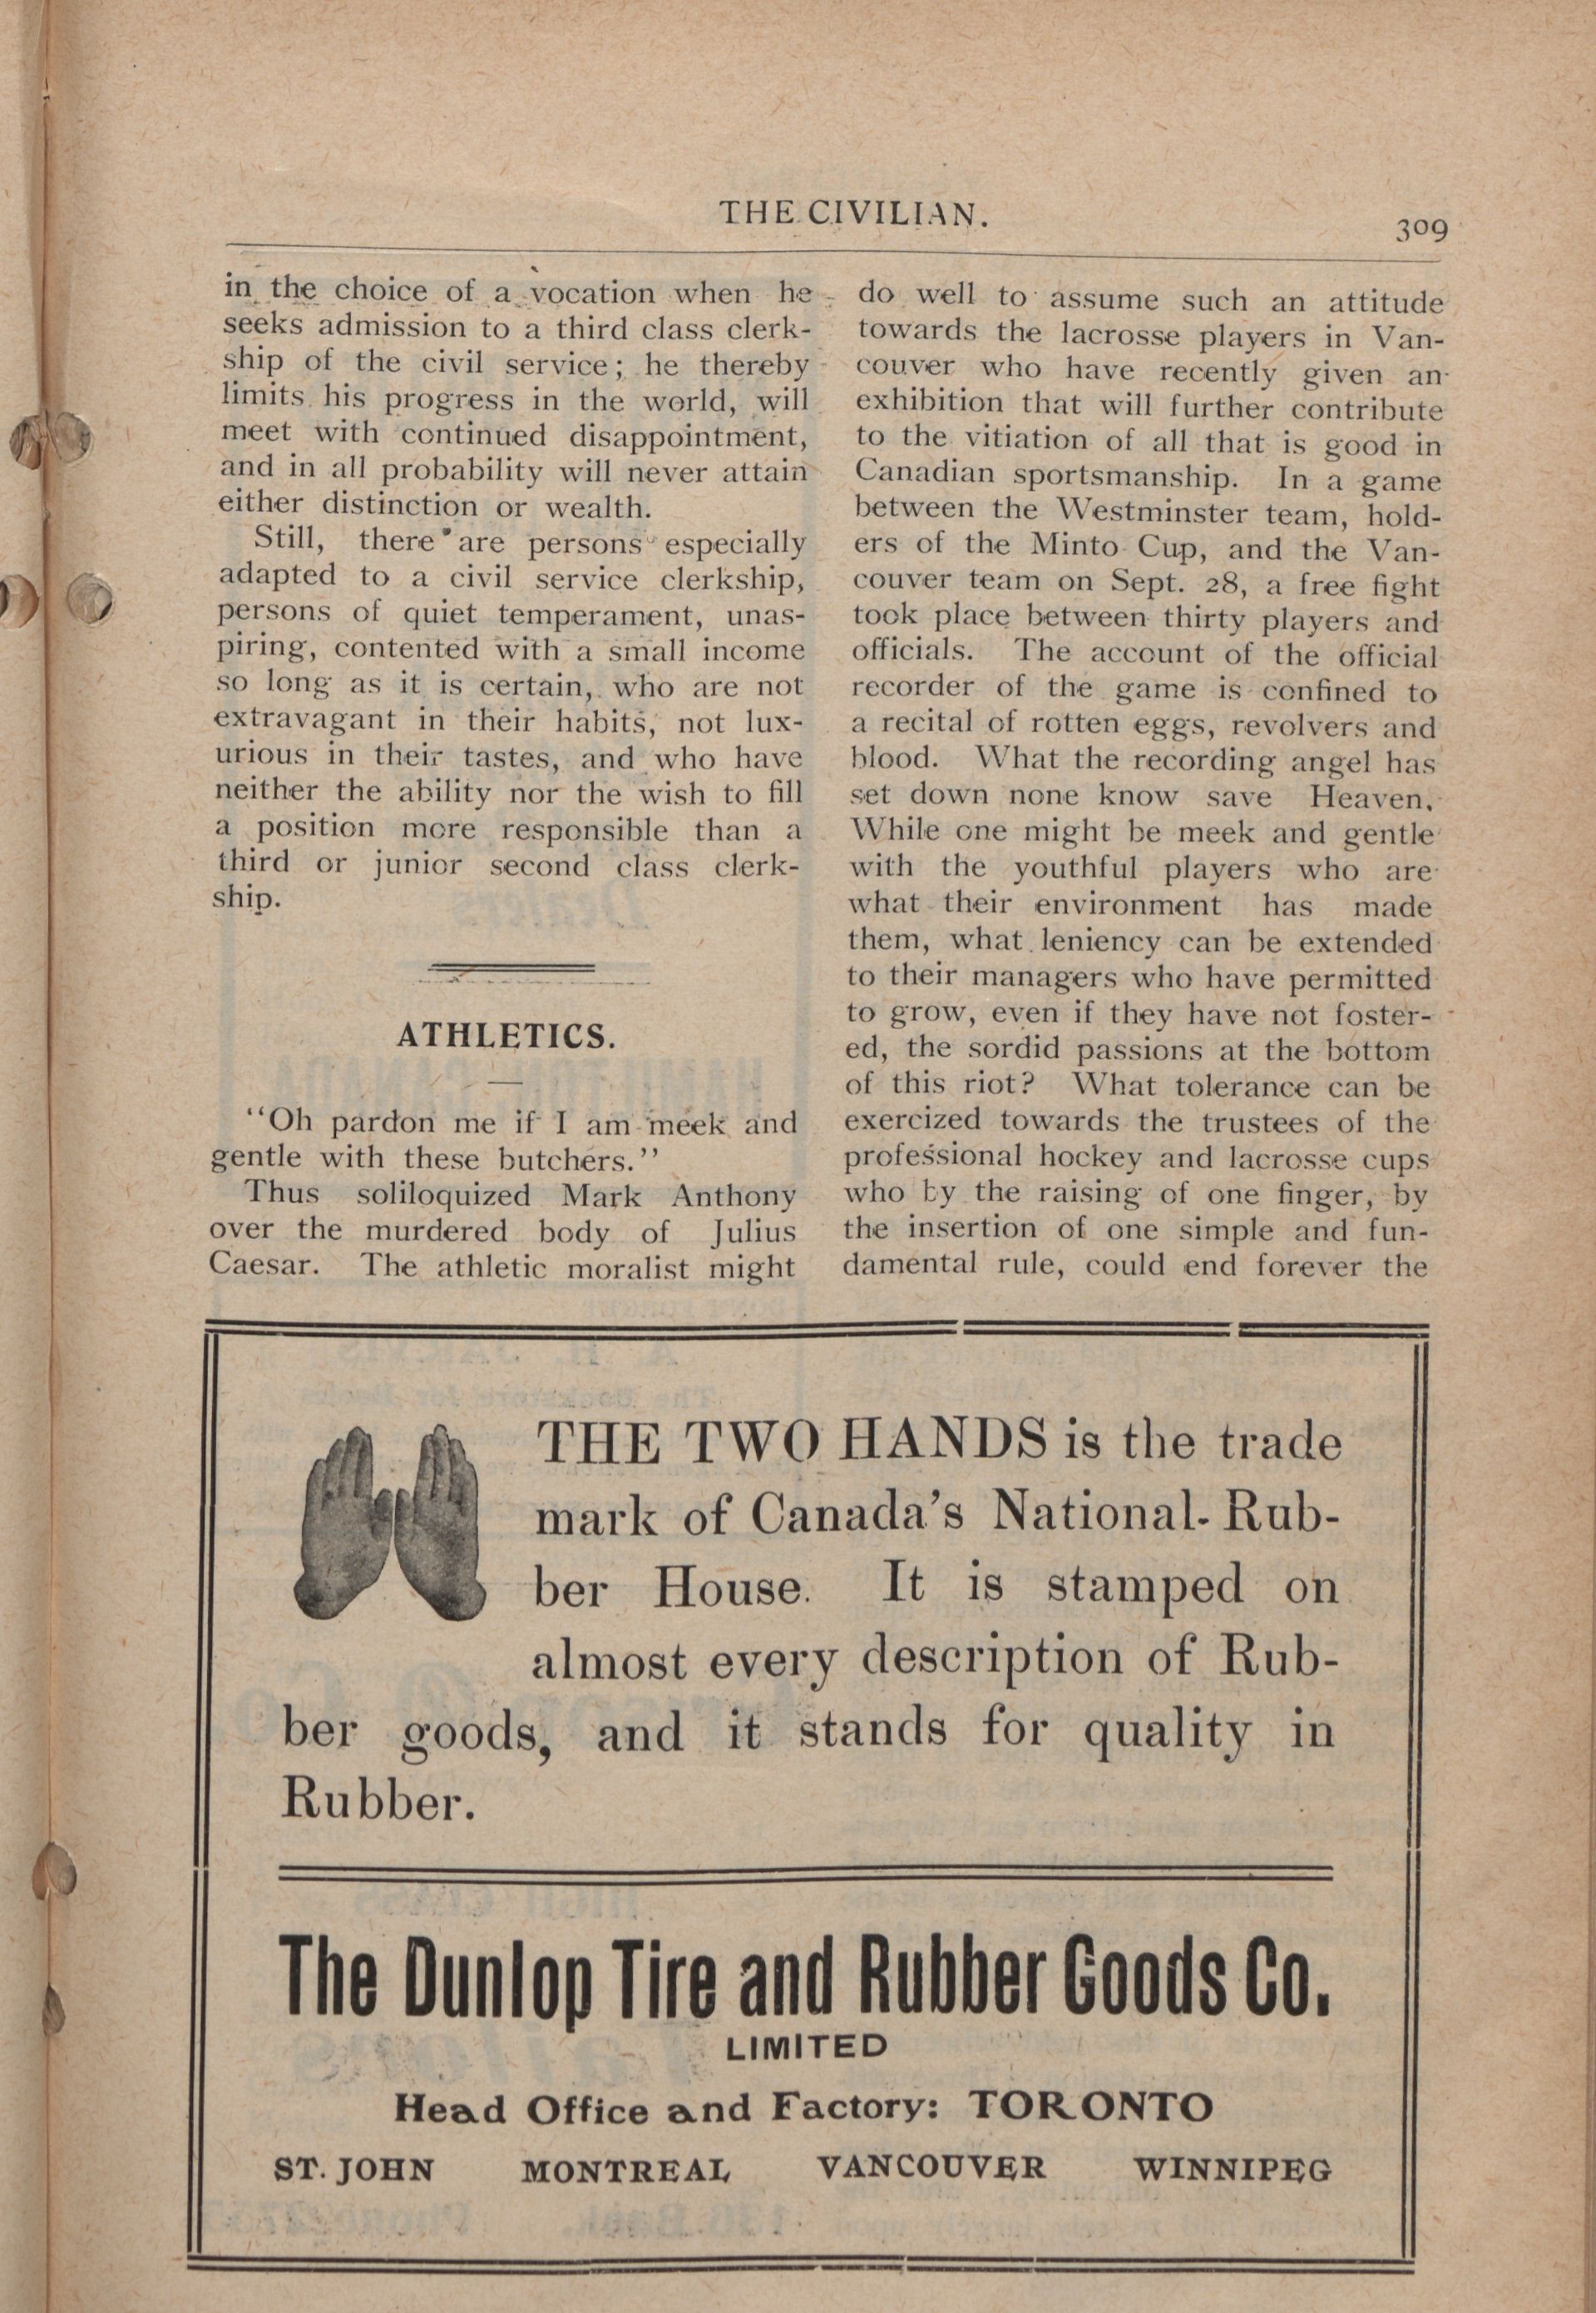 THE CIVILIAN.
309
in the choice of a vocation when he
seeks admission to a third class clerk-
ship of the civil service; he thereby
limits his progress in the world, will
meet with continued disappointment,
and in all probability will never attain
either distinction or wealth.
Still, there are persons especially
adapted to a civil service clerkship,
persons of quiet temperament, unas-
piring, contented with a small income
so long as it is certain, who are not
extravagant in their habits, not lux-
urious in their tastes, and who have
neither the ability nor the wish to fill
a position more responsible than a
third or junior second class clerk-
ship.
ATHLETICS.
"Oh pardon me if I am meek and
gentle with these butchers."
Thus soliloquized Mark Anthony
over the murdered body of Julius
Caesar. The athletic moralist might
do well to assume such an attitude
towards the lacrosse players in Van-
couver who have recently given an
exhibition that will further contribute
to the vitiation of all that is good in
Canadian sportsmanship. In a game
between the Westminster team, hold-
ers of the Minto Cup, and the Van-
couver team on Sept. 28, a free fight
took place between thirty players and
officials. The account of the official
recorder of the game is confined to
a recital of rotten eggs, revolvers and
blood. What the recording angel has
set down none know save Heaven.
While one might be meek and gentle
with the youthful players who are
what their environment has made
them, what leniency can be extended
to their managers who have permitted
to grow, even if they have not foster-
ed, the sordid passions at the bottom
of this riot? What tolerance can be
exercized towards the trustees of the
professional hockey and lacrosse cups
who by the raising of one finger, by
the insertion of one simple and fun-
damental rule, could end forever the
THE TWO HANDS is the trade
mark of Canada's National Rub-
ber House. It is stamped on
almost every description of Rub-
ber goods, and it stands for quality in
Rubber.
The Dunlop Tire and Rubber Goods Co.
LIMITED
Head Office and Factory: TORONTO
ST. JOHN MONTREAL VANCOUVER WINNIPEG